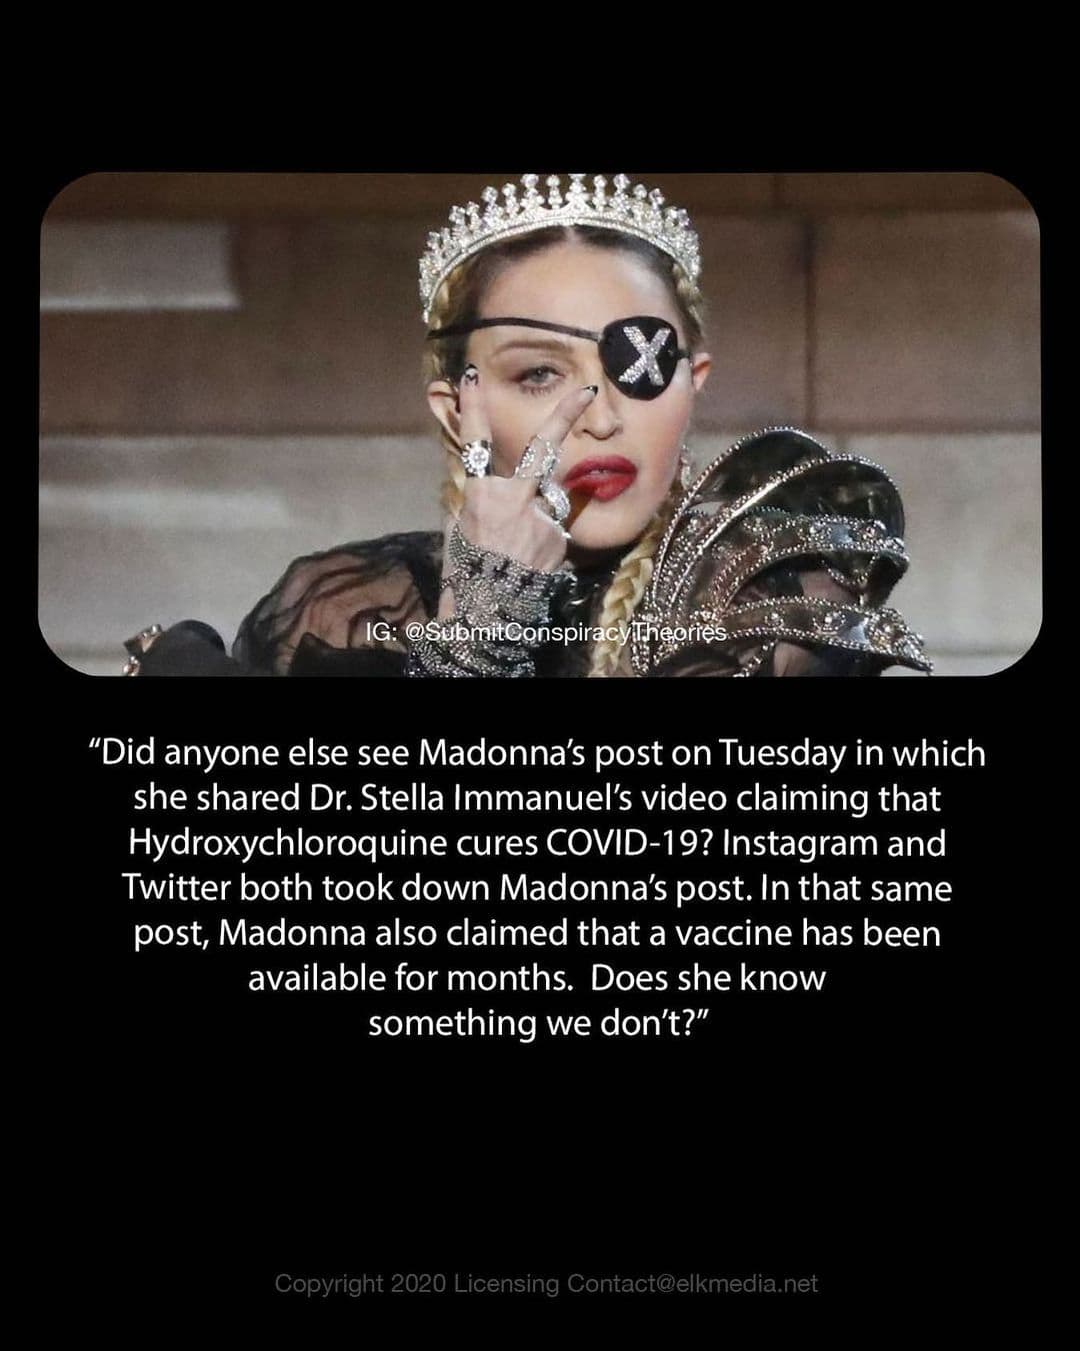 X
IG: @SubmitConspiracyTheories
“Did anyone else see Madonna’s post on Tuesday in which
she shared Dr. Stella Immanuel’s video claiming that
Hydroxychloroquine cures COVID-19? Instagram and
Twitter both took down Madonna’s post. In that same
post, Madonna also claimed that a vaccine has been
available for months.  Does she know
something we don’t?”
Copyright 2020 Licensing Contact@elkmedia.net